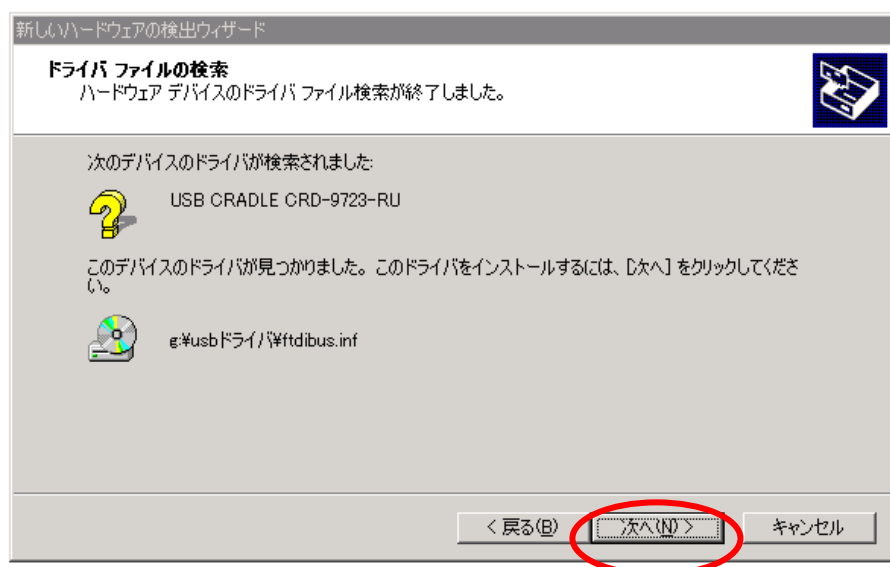 新しいハードウェアの検出ウィザード
ドライバ ファイルの検索
ハードウェア デバイスのドライバ ファイル検索が終了しました。
次のデバイスのドライバが検索されました:
USB CRADLE CRD-9723-RU
このデバイスのドライバが見つかりました。このドライバをインストールするには、[次へ] をクリックしてくださ
い。
g:¥usbドライバ¥ftdibus.inf
< 戻る(B)
次へ(N) >
キャンセル